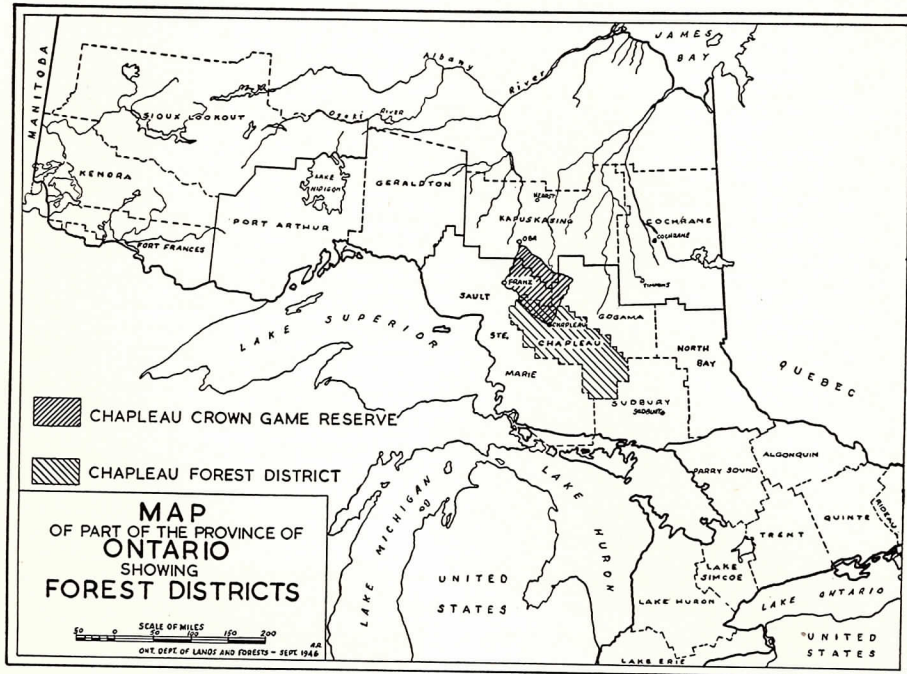 JAMES
BAY
MANITOBA
Albany
River
SIOUX LOOKOUT
Ogoki
River
KENORA
LAKE
NIPIGON
GERALDTON
HEARST
KAPUSKASING
PORT ARTHUR
COCHRANE
COCHRANE
FORT FRANCES
OBA
FRANZ
TIMMINS
SAULT
GOGAMA
CHAPLEAU
CHAPLEAU
STE.
MARIE
NORTH
BAY
LAKE SUPERIOR
QUEBEC
SUDBURY
SUDBURY
CHAPLEAU CROWN GAME RESERVE
CHAPLEAU FOREST DISTRICT
PARRY SOUND
ALGONQUIN
LAKE MICHIGAN
LAKE
HURON
UNITED
STATES
TRENT
QUINTE
RIDEAU
LAKE
SIMCOE
LAKE HURON
LAKE ONTARIO
UNITED
STATES
LAKE ERIE
MAP
OF PART OF THE PROVINCE OF
ONTARIO
SHOWING
FOREST DISTRICTS
SCALE OF MILES
50 0 50 100 150 200
A.R.
ONT. DEPT. OF LANDS AND FORESTS – SEPT. 1946